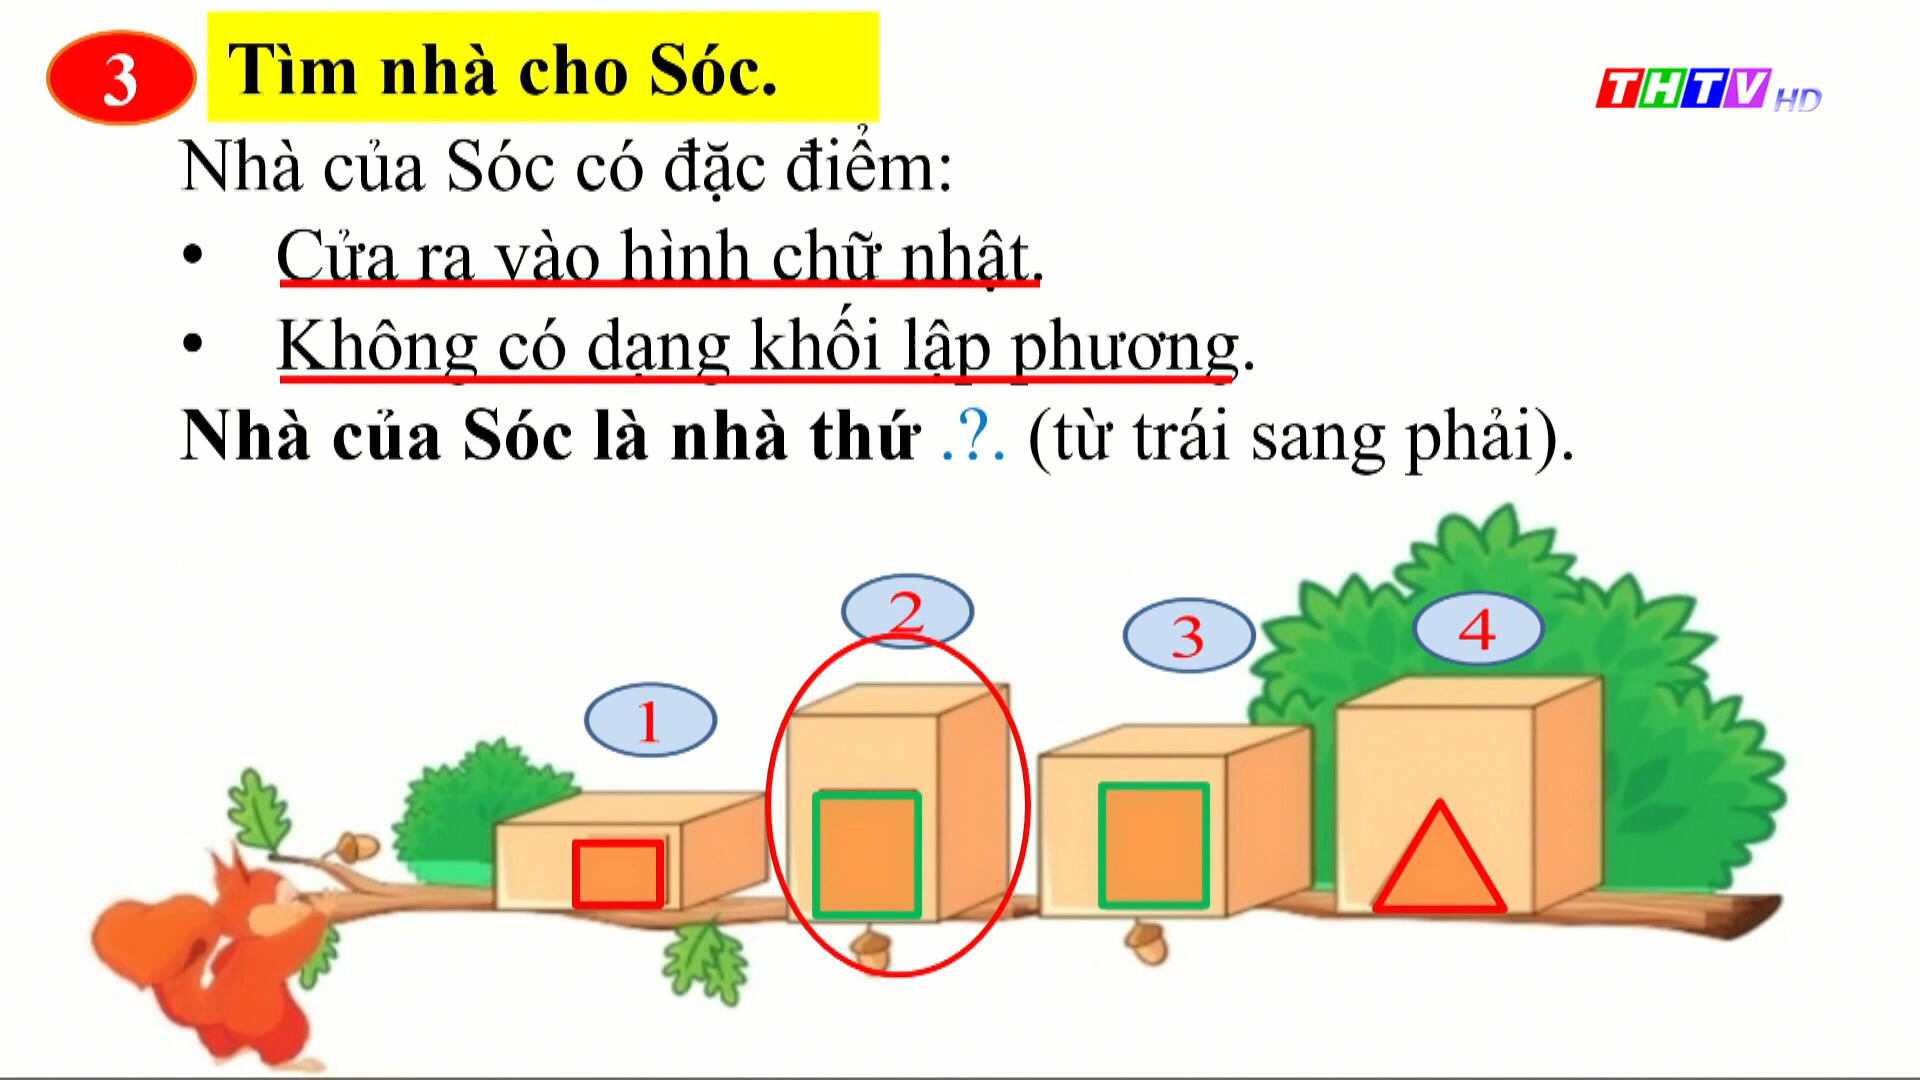 3 Tìm nhà cho Sóc.
THTV HD
Nhà của Sóc có đặc điểm:
• Cửa ra vào hình chữ nhật.
• Không có dạng khối lập phương.
Nhà của Sóc là nhà thứ .?. (từ trái sang phải).
2
3
4
1